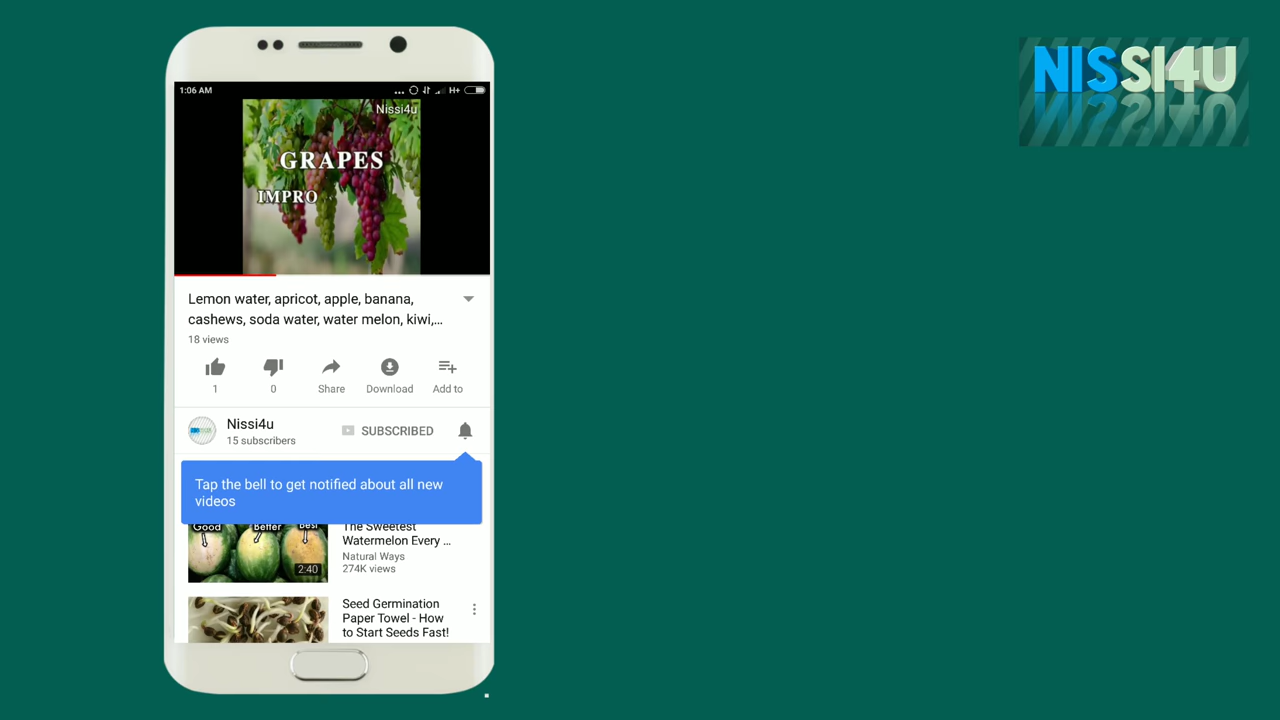 NISSI4U
1:06 AM
H+
Nissi4u
GRAPES
IMPRO
Lemon water, apricot, apple, banana,
cashews, soda water, water melon, kiwi,...
18 views
1
0
Share
Download
Add to
Nissi4u
SUBSCRIBED
15 subscribers
Tap the bell to get notified about all new
videos
Good
Better
Best
2:40
The Sweetest
Watermelon Every ...
Natural Ways
274K views
Seed Germination
Paper Towel - How
to Start Seeds Fast!